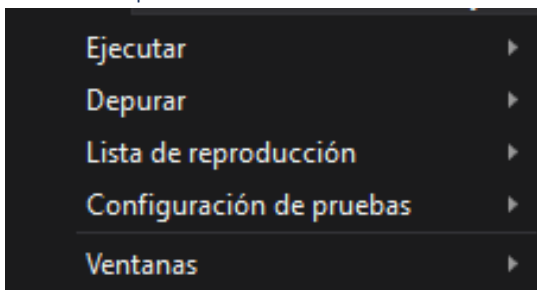 Ejecutar
Depurar
Lista de reproducción
Configuración de pruebas
Ventanas